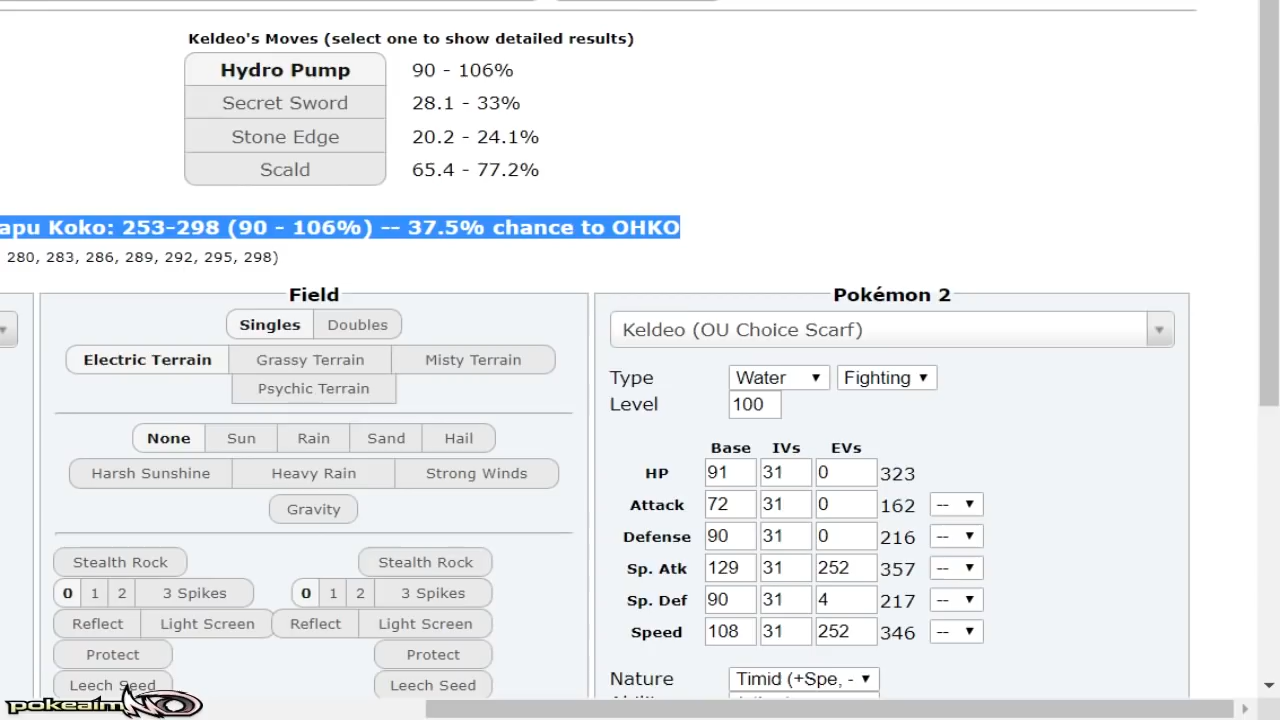 Keldeo's Moves (select one to show detailed results)
Hydro Pump 90 - 106%
Secret Sword 28.1 - 33%
Stone Edge 20.2 - 24.1%
Scald 65.4 - 77.2%
apu Koko: 253-298 (90 - 106%) -- 37.5% chance to OHKO
280, 283, 286, 289, 292, 295, 298)
Field
Singles Doubles
Electric Terrain Grassy Terrain Misty Terrain
Psychic Terrain
None Sun Rain Sand Hail
Harsh Sunshine Heavy Rain Strong Winds
Gravity
Stealth Rock Stealth Rock
0 1 2 3 Spikes 0 1 2 3 Spikes
Reflect Light Screen Reflect Light Screen
Protect Protect
Leech Seed Leech Seed
Pokémon 2
Keldeo (OU Choice Scarf)
Type Water Fighting
Level 100
Base IVs EVs
HP 91 31 0 323
Attack 72 31 0 162 --
Defense 90 31 0 216 --
Sp. Atk 129 31 252 357 --
Sp. Def 90 31 4 217 --
Speed 108 31 252 346 --
Nature Timid (+Spe, -
pokeaimMD